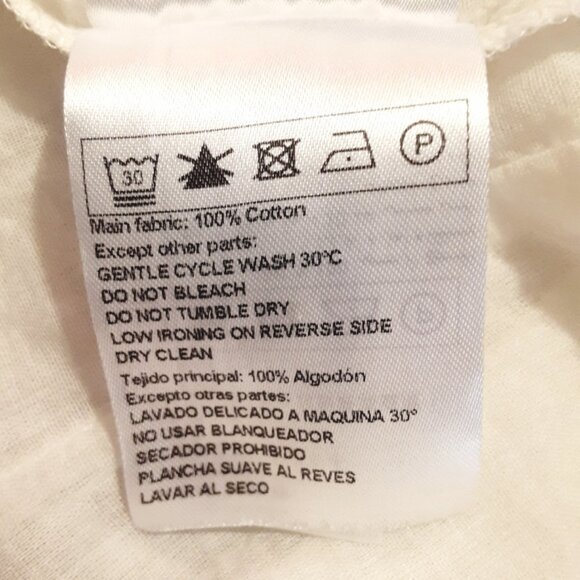 30 P
Main fabric: 100% Cotton
Except other parts:
GENTLE CYCLE WASH 30°C
DO NOT BLEACH
DO NOT TUMBLE DRY
LOW IRONING ON REVERSE SIDE
DRY CLEAN
Tejido principal: 100% Algodón
Excepto otras partes:
LAVADO DELICADO A MAQUINA 30°
NO USAR BLANQUEADOR
SECADOR PROHIBIDO
PLANCHA SUAVE AL REVES
LAVAR AL SECO